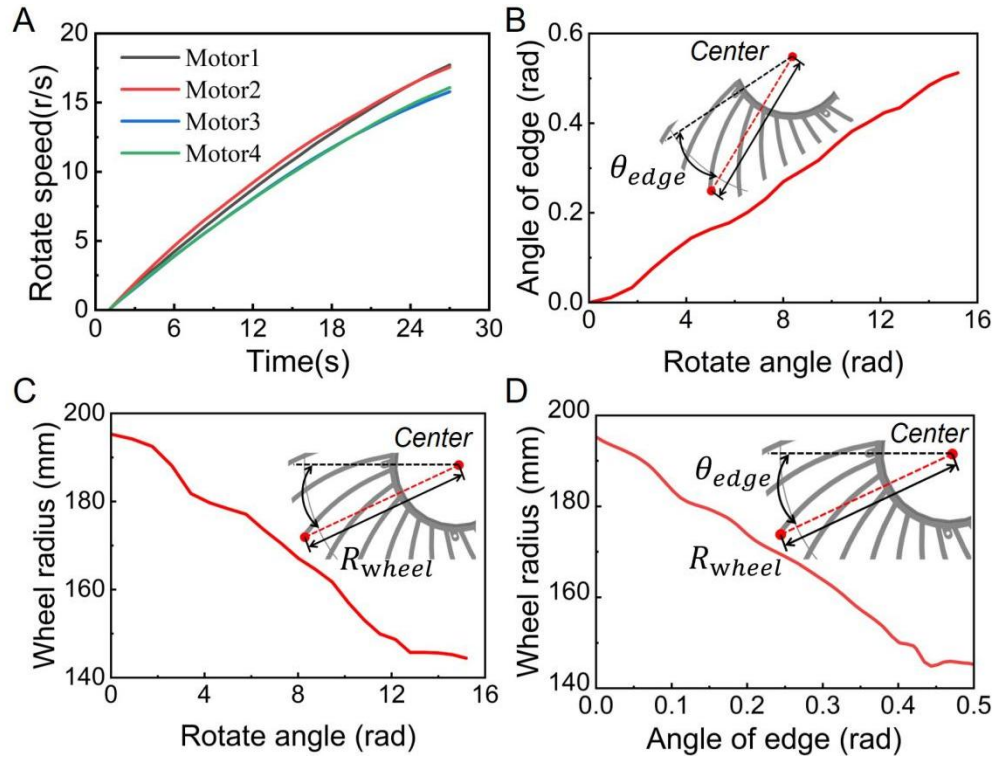 A
Rotate speed(r/s)
20
15
10
5
0
Motor1
Motor2
Motor3
Motor4
0 6 12 18 24 30
Time(s)
B
Angle of edge (rad)
0.6
0.4
0.2
0.0
Center
θedge
0 4 8 12 16
Rotate angle (rad)
C
Wheel radius (mm)
200
180
160
140
Center
Rwheel
0 4 8 12 16
Rotate angle (rad)
D
Wheel radius (mm)
200
180
160
140
Center
θedge
Rwheel
0.0 0.1 0.2 0.3 0.4 0.5
Angle of edge (rad)